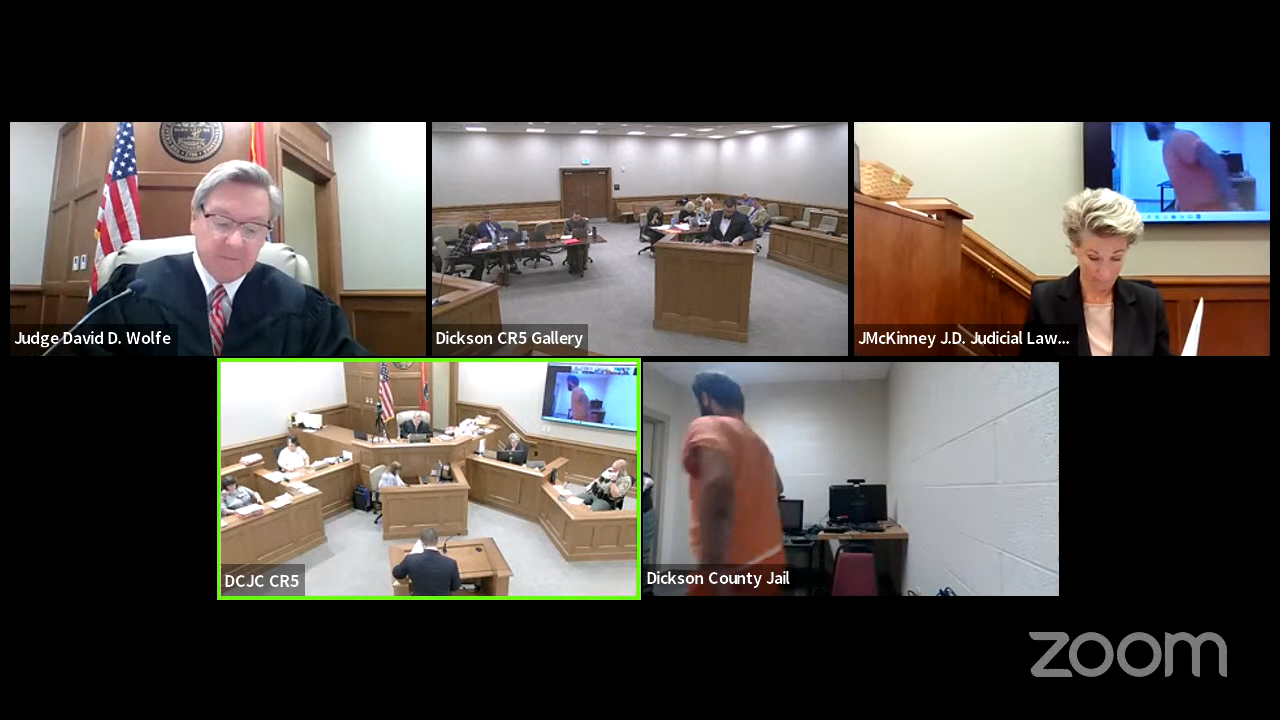 Judge David D. Wolfe
Dickson CR5 Gallery
JMcKinney J.D. Judicial Law...
DCJC CR5
Dickson County Jail
zoom